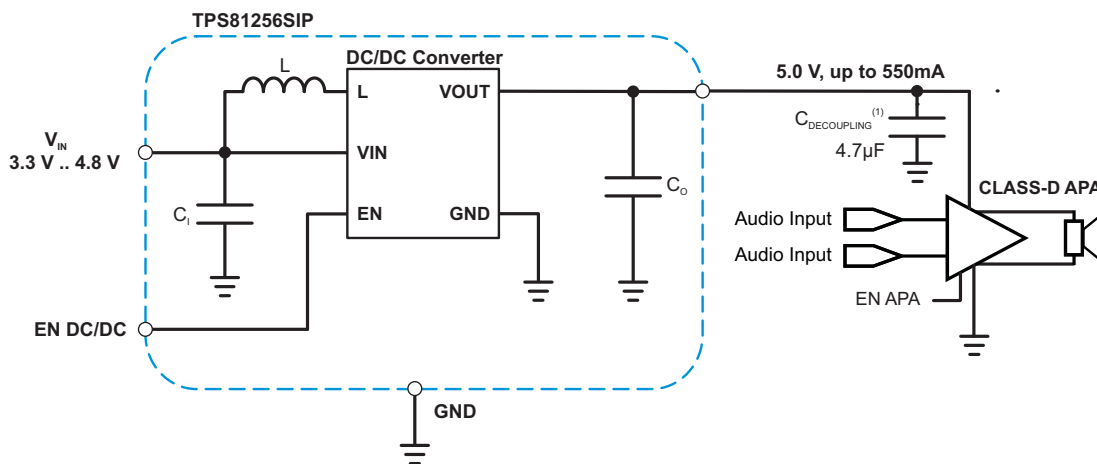 TPS81256SIP
DC/DC Converter
L
L
VOUT
5.0 V, up to 550mA
CDECOUPLING(1)
4.7µF
VIN
3.3 V .. 4.8 V
VIN
CI
EN
GND
CO
CLASS-D APA
Audio Input
Audio Input
EN APA
EN DC/DC
GND